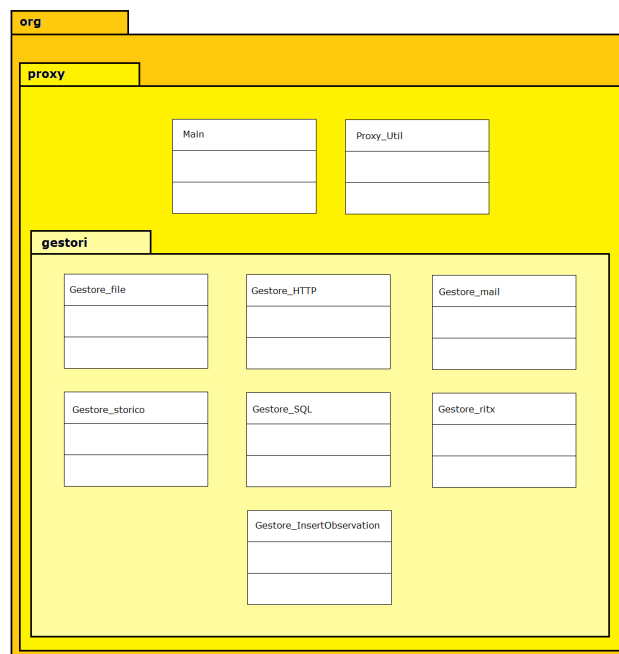 org
proxy
Main
Proxy_Util
gestori
Gestore_file
Gestore_HTTP
Gestore_mail
Gestore_storico
Gestore_SQL
Gestore_ritx
Gestore_InsertObservation